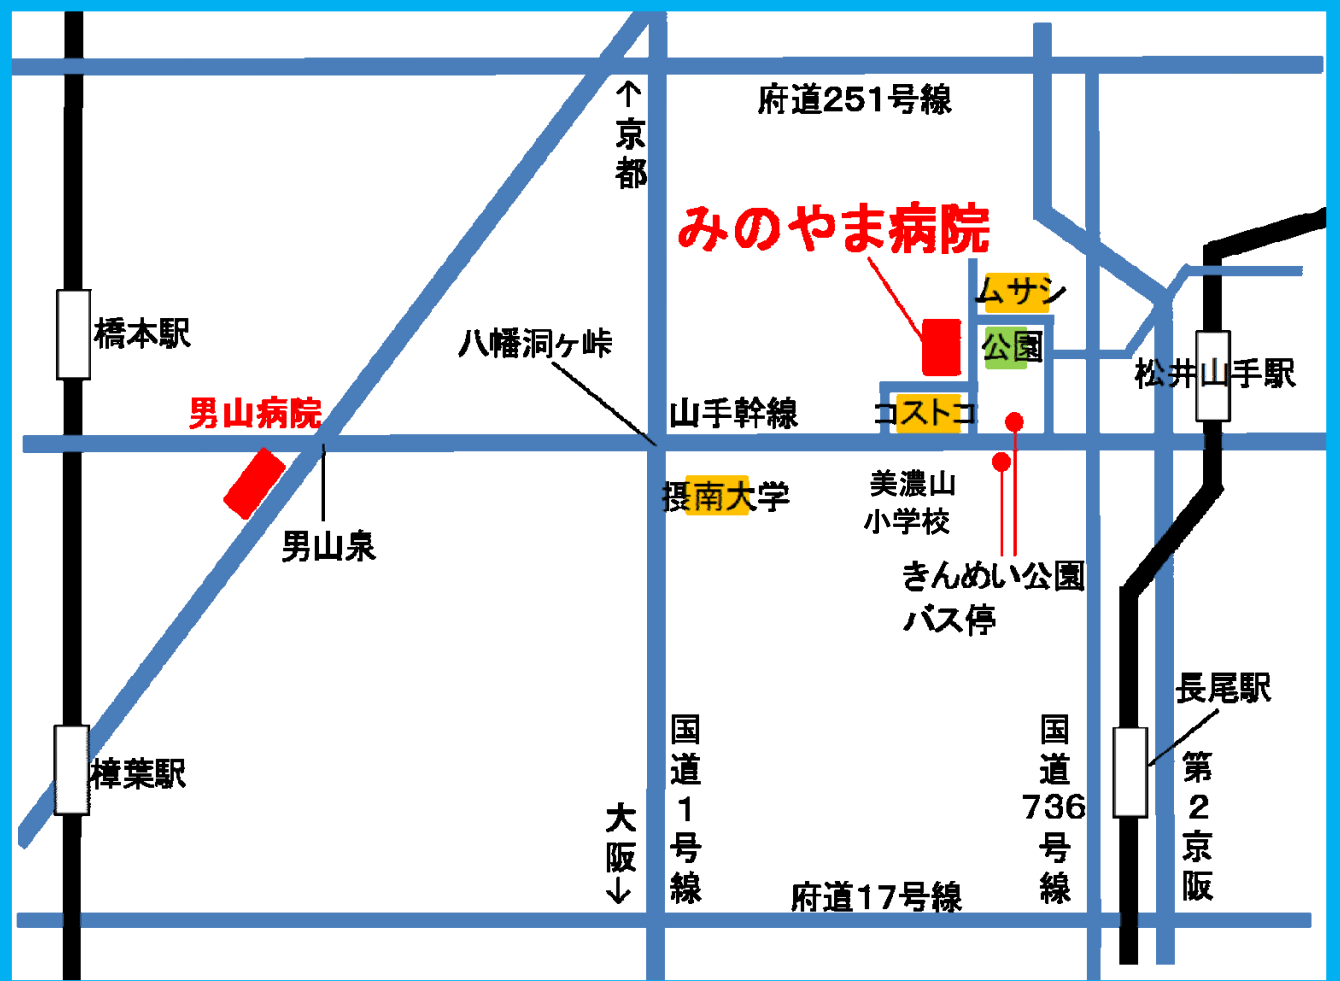 府道251号線
↑京都
みのやま病院
ムサシ
橋本駅
八幡洞ヶ峠
公園
松井山手駅
男山病院
山手幹線
コストコ
摂南大学
美濃山
小学校
男山泉
きんめい公園
バス停
長尾駅
樟葉駅
国道1号線
国道736号線
第2京阪
大阪↓
府道17号線